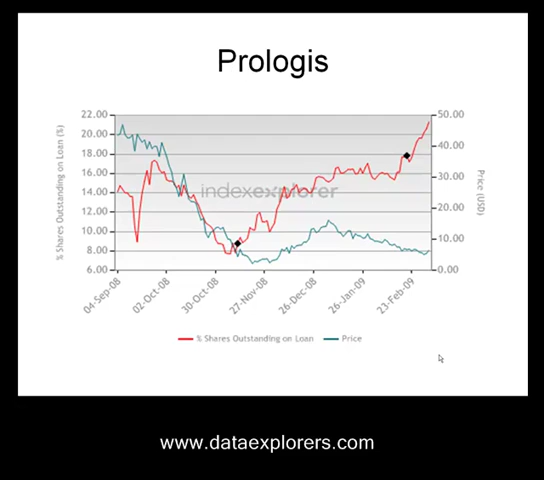 Prologis
22.00
20.00
18.00
16.00
14.00
12.00
10.00
8.00
6.00
% Shares Outstanding on Loan (%)
50.00
40.00
30.00
20.00
10.00
0.00
Price (USD)
indexexplorer
04-Sep-08
02-Oct-08
30-Oct-08
27-Nov-08
26-Dec-08
26-Jan-09
23-Feb-09
% Shares Outstanding on Loan
Price
www.dataexplorers.com